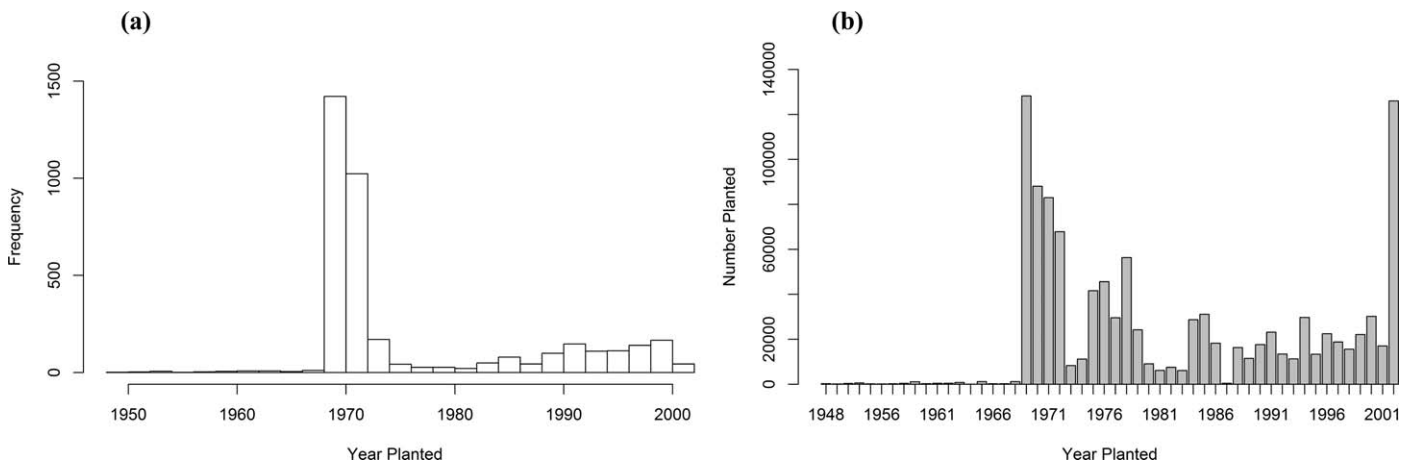 (a)
Frequency
1500
1000
500
0
1950 1960 1970 1980 1990 2000
Year Planted
(b)
Number Planted
140000
100000
60000
20000
0
1948 1956 1961 1966 1971 1976 1981 1986 1991 1996 2001
Year Planted